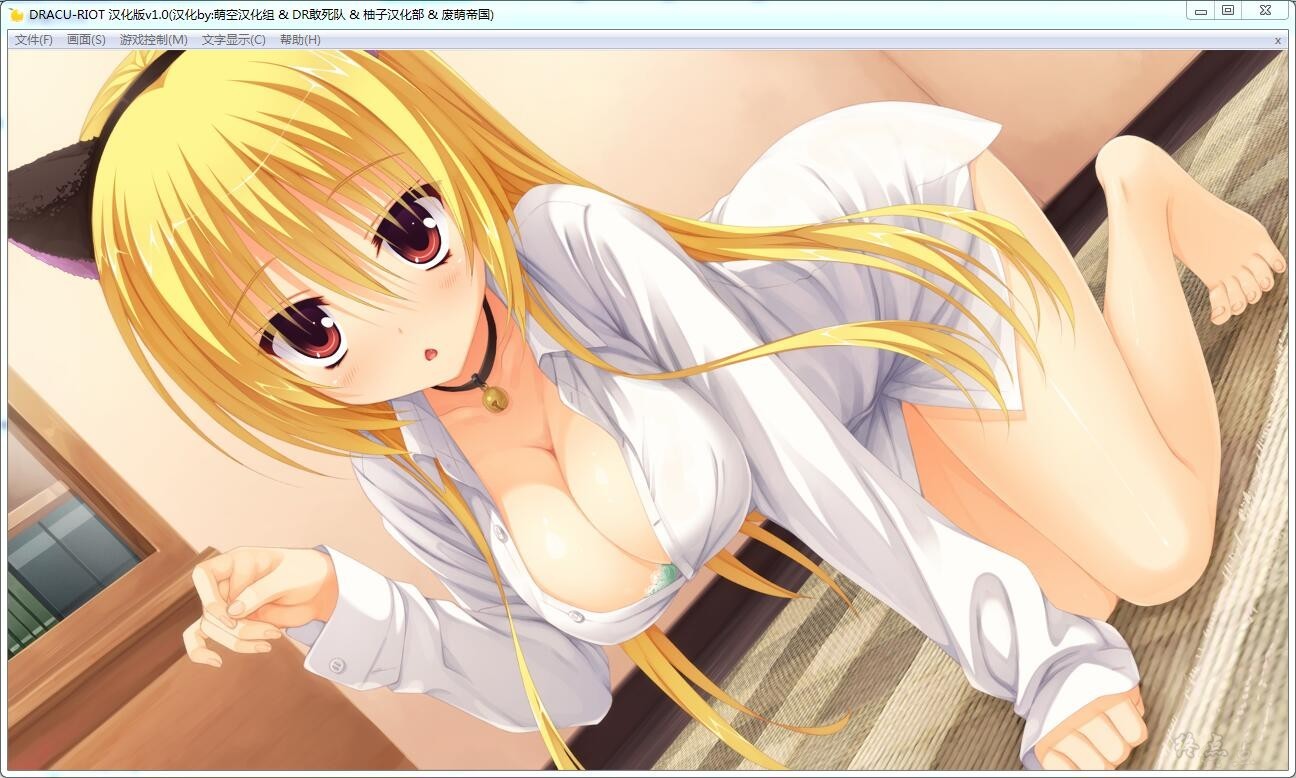 DRACU-RIOT 汉化版v1.0(汉化by:萌空汉化组 & DR敢死队 & 柚子汉化部 & 废萌帝国)
文件(F) 画面(S) 游戏控制(M) 文字显示(C) 帮助(H) x